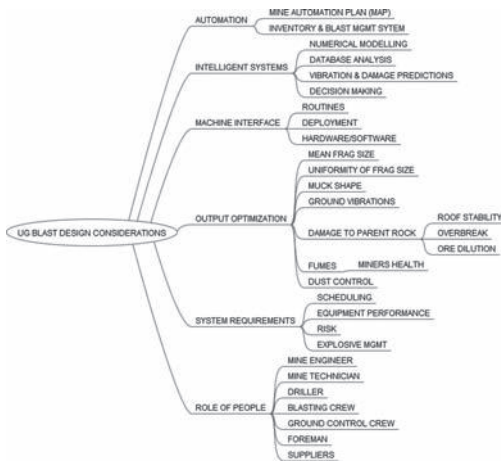 UG BLAST DESIGN CONSIDERATIONS
AUTOMATION
MINE AUTOMATION PLAN (MAP)
INVENTORY & BLAST MGMT SYTEM
INTELLIGENT SYSTEMS
NUMERICAL MODELLING
DATABASE ANALYSIS
VIBRATION & DAMAGE PREDICTIONS
DECISION MAKING
MACHINE INTERFACE
ROUTINES
DEPLOYMENT
HARDWARE/SOFTWARE
OUTPUT OPTIMIZATION
MEAN FRAG SIZE
UNIFORMITY OF FRAG SIZE
MUCK SHAPE
GROUND VIBRATIONS
DAMAGE TO PARENT ROCK
ROOF STABILITY
OVERBREAK
ORE DILUTION
FUMES
MINERS HEALTH
DUST CONTROL
SYSTEM REQUIREMENTS
SCHEDULING
EQUIPMENT PERFORMANCE
RISK
EXPLOSIVE MGMT
ROLE OF PEOPLE
MINE ENGINEER
MINE TECHNICIAN
DRILLER
BLASTING CREW
GROUND CONTROL CREW
FOREMAN
SUPPLIERS